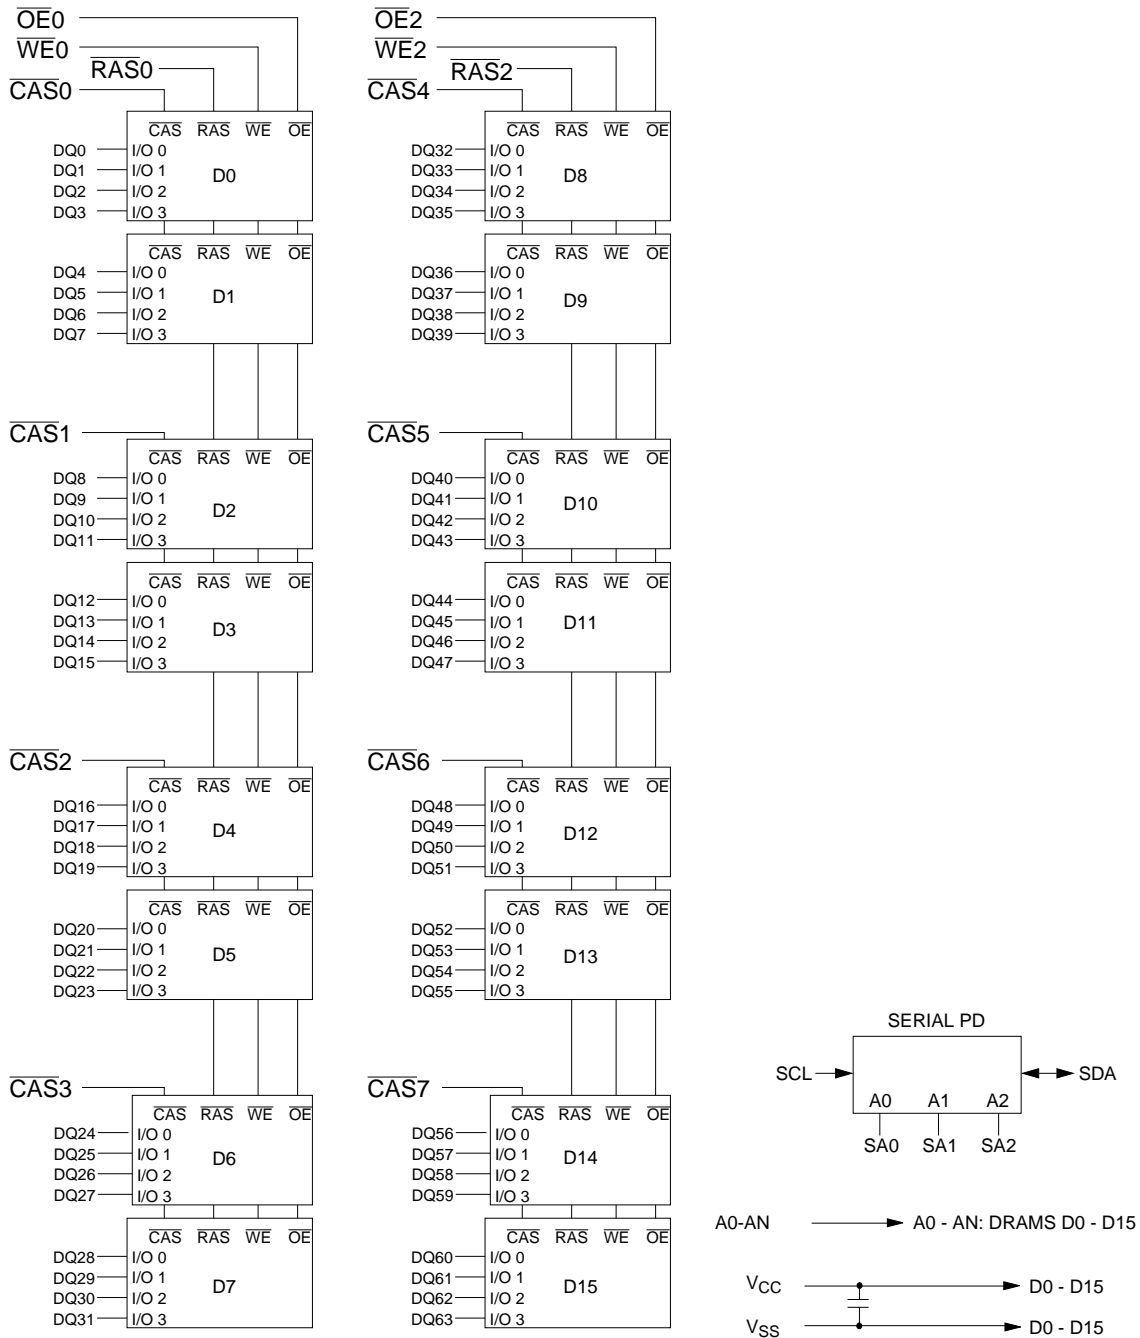 OE0
WE0
RAS0
CAS0
CAS RAS WE OE
DQ0 I/O 0
DQ1 I/O 1 D0
DQ2 I/O 2
DQ3 I/O 3
CAS RAS WE OE
DQ4 I/O 0
DQ5 I/O 1 D1
DQ6 I/O 2
DQ7 I/O 3
CAS1
CAS RAS WE OE
DQ8 I/O 0
DQ9 I/O 1 D2
DQ10 I/O 2
DQ11 I/O 3
CAS RAS WE OE
DQ12 I/O 0
DQ13 I/O 1 D3
DQ14 I/O 2
DQ15 I/O 3
CAS2
CAS RAS WE OE
DQ16 I/O 0
DQ17 I/O 1 D4
DQ18 I/O 2
DQ19 I/O 3
CAS RAS WE OE
DQ20 I/O 0
DQ21 I/O 1 D5
DQ22 I/O 2
DQ23 I/O 3
CAS3
CAS RAS WE OE
DQ24 I/O 0
DQ25 I/O 1 D6
DQ26 I/O 2
DQ27 I/O 3
CAS RAS WE OE
DQ28 I/O 0
DQ29 I/O 1 D7
DQ30 I/O 2
DQ31 I/O 3
OE2
WE2
RAS2
CAS4
CAS RAS WE OE
DQ32 I/O 0
DQ33 I/O 1 D8
DQ34 I/O 2
DQ35 I/O 3
CAS RAS WE OE
DQ36 I/O 0
DQ37 I/O 1 D9
DQ38 I/O 2
DQ39 I/O 3
CAS5
CAS RAS WE OE
DQ40 I/O 0
DQ41 I/O 1 D10
DQ42 I/O 2
DQ43 I/O 3
CAS RAS WE OE
DQ44 I/O 0
DQ45 I/O 1 D11
DQ46 I/O 2
DQ47 I/O 3
CAS6
CAS RAS WE OE
DQ48 I/O 0
DQ49 I/O 1 D12
DQ50 I/O 2
DQ51 I/O 3
CAS RAS WE OE
DQ52 I/O 0
DQ53 I/O 1 D13
DQ54 I/O 2
DQ55 I/O 3
CAS7
CAS RAS WE OE
DQ56 I/O 0
DQ57 I/O 1 D14
DQ58 I/O 2
DQ59 I/O 3
CAS RAS WE OE
DQ60 I/O 0
DQ61 I/O 1 D15
DQ62 I/O 2
DQ63 I/O 3
SERIAL PD
SCL SDA
A0 A1 A2
SA0 SA1 SA2
A0-AN A0 - AN: DRAMS D0 - D15
VCC D0 - D15
VSS D0 - D15